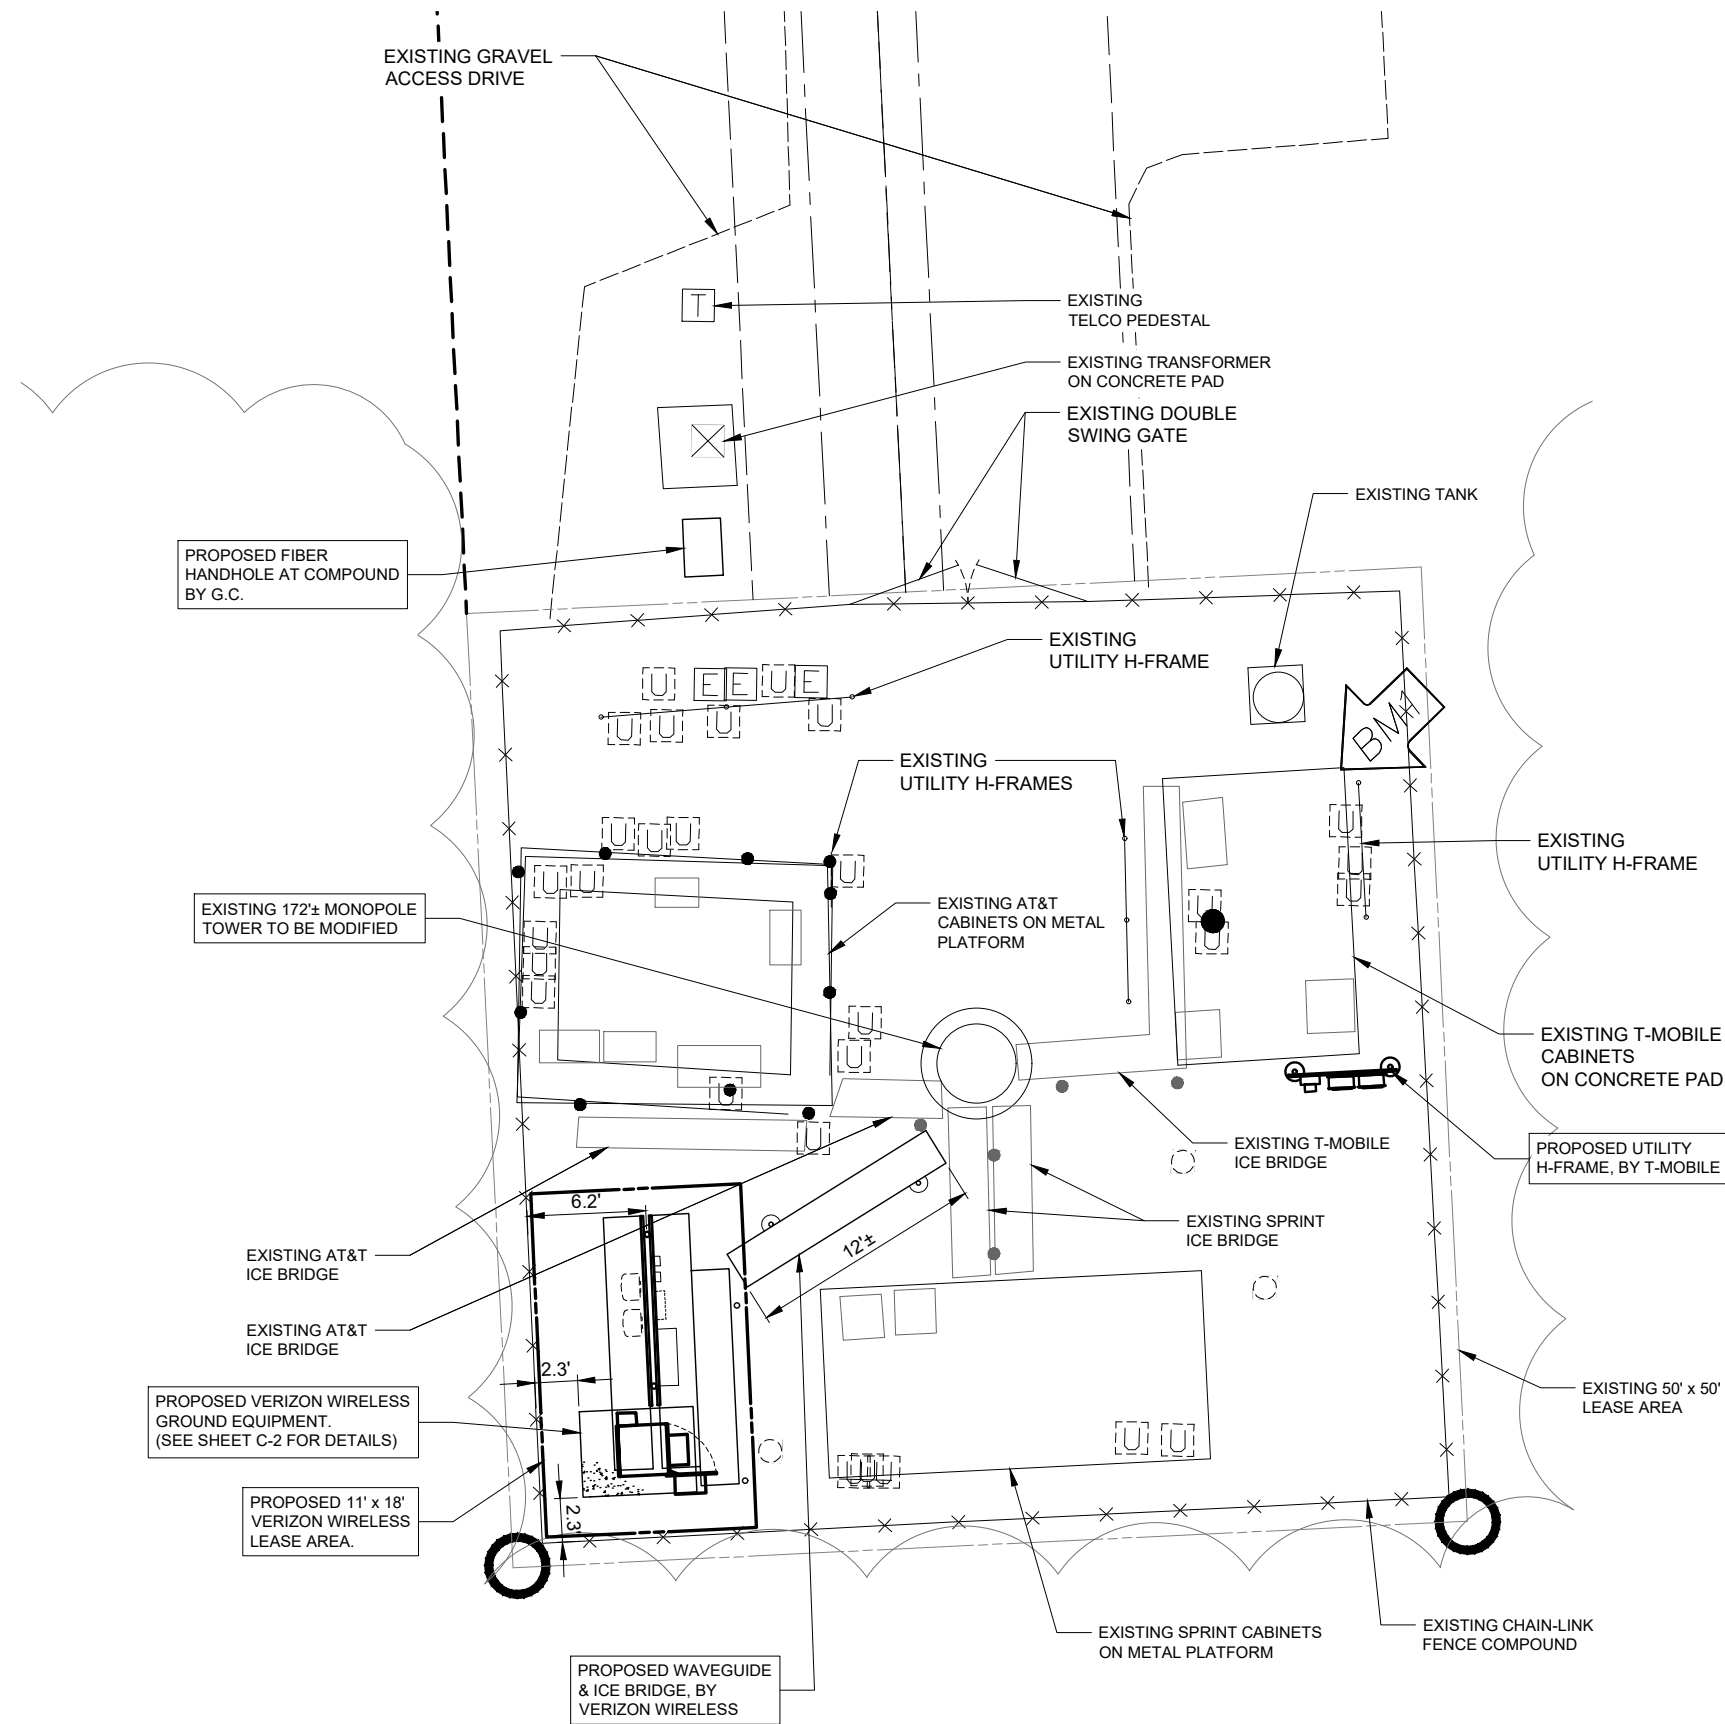 EXISTING GRAVEL
ACCESS DRIVE
T
EXISTING
TELCO PEDESTAL
EXISTING TRANSFORMER
ON CONCRETE PAD
EXISTING DOUBLE
SWING GATE
EXISTING TANK
PROPOSED FIBER
HANDHOLE AT COMPOUND
BY G.C.
EXISTING
UTILITY H-FRAME
U E E U E
U U U U
BM1
EXISTING
UTILITY H-FRAMES
U U U
U
U U
U
EXISTING
UTILITY H-FRAME
U
U
U
EXISTING 172'± MONOPOLE
TOWER TO BE MODIFIED
EXISTING AT&T
CABINETS ON METAL
PLATFORM
U
U
U
U
U
U
U
EXISTING T-MOBILE
CABINETS
ON CONCRETE PAD
U
U
EXISTING T-MOBILE
ICE BRIDGE
PROPOSED UTILITY
H-FRAME, BY T-MOBILE
6.2'
12'±
EXISTING SPRINT
ICE BRIDGE
EXISTING AT&T
ICE BRIDGE
EXISTING AT&T
ICE BRIDGE
2.3'
PROPOSED VERIZON WIRELESS
GROUND EQUIPMENT.
(SEE SHEET C-2 FOR DETAILS)
EXISTING 50' x 50'
LEASE AREA
U U
U U U
PROPOSED 11' x 18'
VERIZON WIRELESS
LEASE AREA.
2.3'
EXISTING SPRINT CABINETS
ON METAL PLATFORM
EXISTING CHAIN-LINK
FENCE COMPOUND
PROPOSED WAVEGUIDE
& ICE BRIDGE, BY
VERIZON WIRELESS